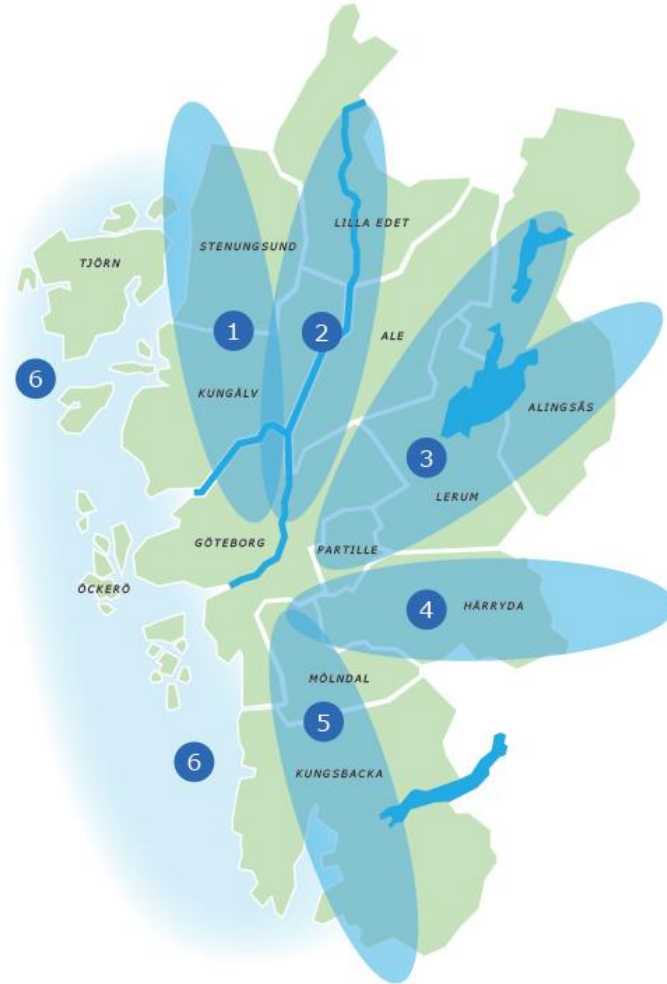 LILLA EDET
STENUNGSUND
TJÖRN
1
2
ALE
6
KUNGÄLV
ALINGSÅS
3
LERUM
GÖTEBORG
PARTILLE
ÖCKERÖ
4
HÄRRYDA
MÖLNDAL
5
6
KUNGSBACKA